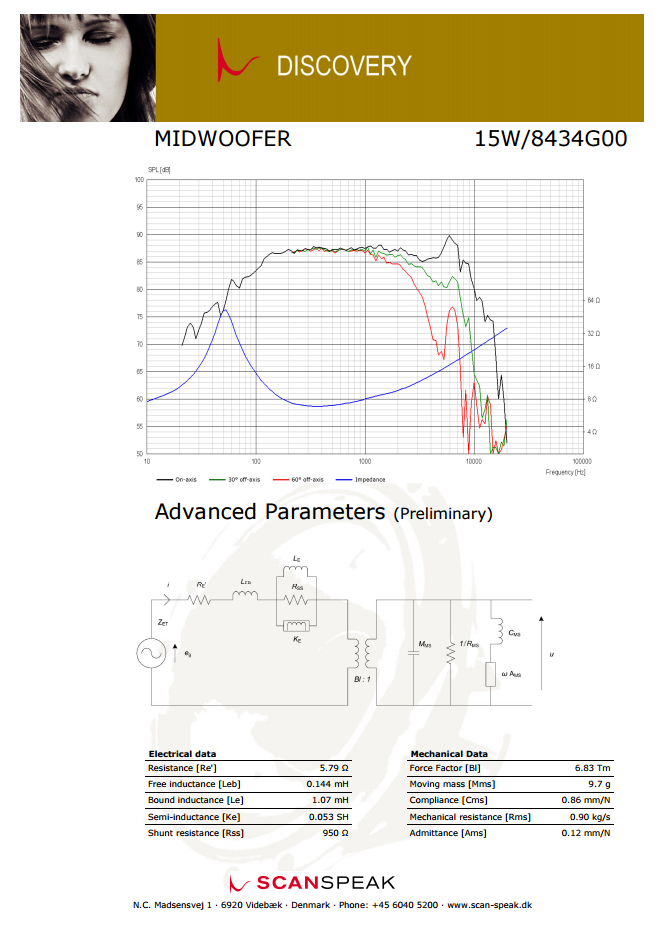 DISCOVERY
MIDWOOFER 15W/8434G00
SPL [dB]
100
95
90
85
80
75
70
65
60
55
50
64 Ω
32 Ω
16 Ω
8 Ω
4 Ω
10 100 1000 10000 100000
Frequency [Hz]
On-axis 30° off-axis 60° off-axis Impedance
Advanced Parameters (Preliminary)
i RE' LEB LE RSS KE
ZET eg
Bl : 1
MMS 1/RMS CMS ω AMS u
Electrical data
Resistance [Re'] 5.79 Ω
Free inductance [Leb] 0.144 mH
Bound inductance [Le] 1.07 mH
Semi-inductance [Ke] 0.053 SH
Shunt resistance [Rss] 950 Ω
Mechanical Data
Force Factor [Bl] 6.83 Tm
Moving mass [Mms] 9.7 g
Compliance [Cms] 0.86 mm/N
Mechanical resistance [Rms] 0.90 kg/s
Admittance [Ams] 0.12 mm/N
SCANSPEAK
N.C. Madsensvej 1 · 6920 Videbæk · Denmark · Phone: +45 6040 5200 · www.scan-speak.dk